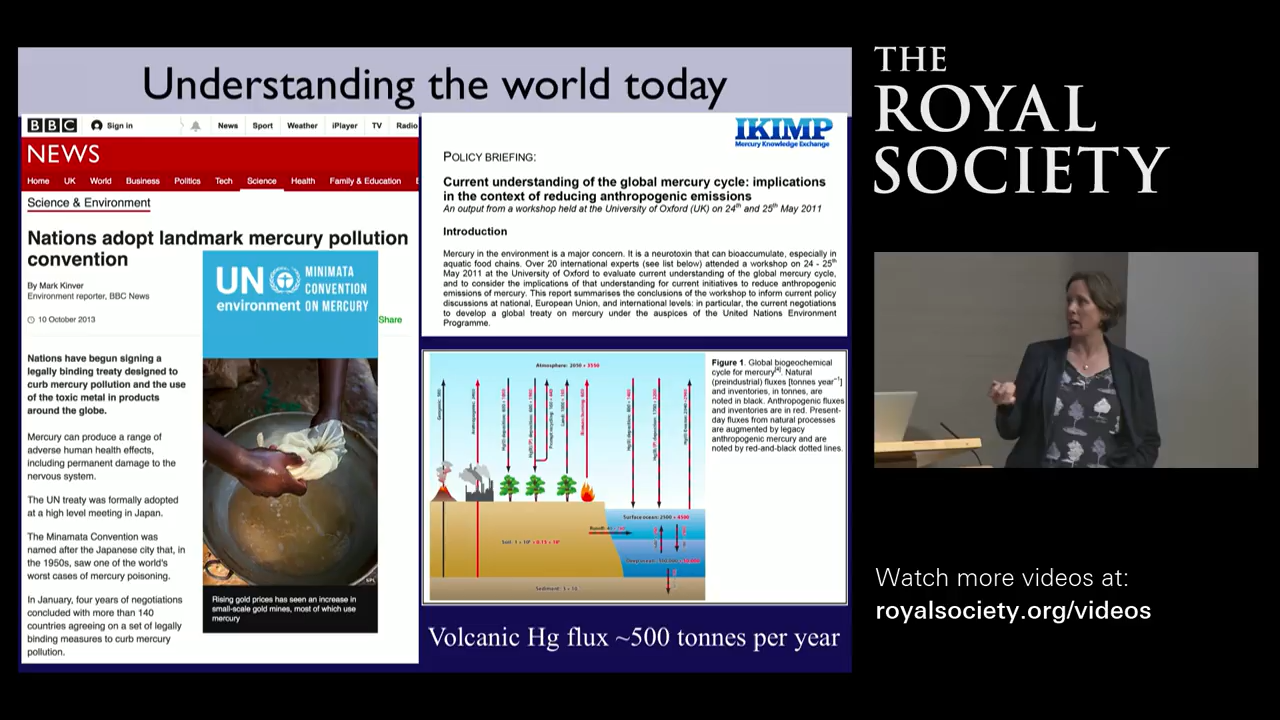 Understanding the world today
BBC Sign in News Sport Weather iPlayer TV Radio
NEWS
Home UK World Business Politics Tech Science Health Family & Education
Science & Environment
Nations adopt landmark mercury pollution
convention
By Mark Kinver
Environment reporter, BBC News
10 October 2013
Share
UN
environment
MINIMATA
CONVENTION
ON MERCURY
Nations have begun signing a
legally binding treaty designed to
curb mercury pollution and the use
of the toxic metal in products
around the globe.
Mercury can produce a range of
adverse human health effects,
including permanent damage to the
nervous system.
The UN treaty was formally adopted
at a high level meeting in Japan.
The Minamata Convention was
named after the Japanese city that, in
the 1950s, saw one of the world's
worst cases of mercury poisoning.
In January, four years of negotiations
concluded with more than 140
countries agreeing on a set of legally
binding measures to curb mercury
pollution.
Rising gold prices has seen an increase in
small-scale gold mines, most of which use
mercury
IKIMP
Mercury Knowledge Exchange
POLICY BRIEFING:
Current understanding of the global mercury cycle: implications
in the context of reducing anthropogenic emissions
An output from a workshop held at the University of Oxford (UK) on 24th and 25th May 2011
Introduction
Mercury in the environment is a major concern. It is a neurotoxin that can bioaccumulate, especially in
aquatic food chains. Over 20 international experts (see list below) attended a workshop on 24 - 25th
May 2011 at the University of Oxford to evaluate current understanding of the global mercury cycle,
and to consider the implications of that understanding for current initiatives to reduce anthropogenic
emissions of mercury. This report summarises the conclusions of the workshop to inform current policy
discussions at national, European Union, and international levels: in particular, the current negotiations
to develop a global treaty on mercury under the auspices of the United Nations Environment
Programme.
Figure 1. Global biogeochemical
cycle for mercury[4]. Natural
(preindustrial) fluxes [tonnes year-1]
and inventories, in tonnes, are
noted in black. Anthropogenic fluxes
and inventories are in red. Present-
day fluxes from natural processes
are augmented by legacy
anthropogenic mercury and are
noted by red-and-black dotted lines.
Volcanic Hg flux ~500 tonnes per year
THE
ROYAL
SOCIETY
Watch more videos at:
royalsociety.org/videos